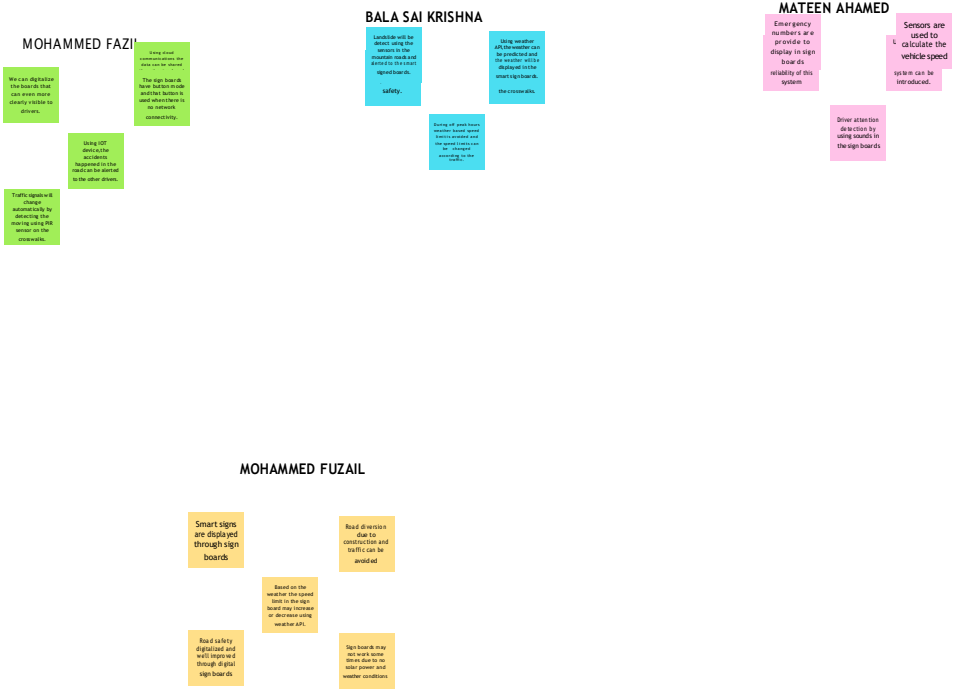 MOHAMMED FAZIL
We can digitalize
the boards that
can even more
clearly visible to
drivers.
Using cloud
communications the
data can be shared
The sign boards
have button mode
and that button is
used when there is
no network
connectivity.
Using IOT
device,the
accidents
happened in the
road can be alerted
to the other drivers.
Traffic signals will
change
automatically by
detecting the
moving using PIR
sensor on the
crosswalks.
BALA SAI KRISHNA
Landslide will be
detect using the
sensors in the
mountain roads and
alerted to the smart
signed boards.
safety.
Using weather
API,the weather can
be predicted and
the weather will be
displayed in the
smart sign boards.
the crosswalks.
During off peak hours
weather based speed
limit is avoided and
the speed limits can
be changed
according to the
traffic.
MATEEN AHAMED
Emergency
numbers are
provide to
display in sign
boards
reliability of this
system
Sensors are
used to
calculate the
vehicle speed
system can be
introduced.
Driver attention
detection by
using sounds in
the sign boards
MOHAMMED FUZAIL
Smart signs
are displayed
through sign
boards
Road diversion
due to
construction and
traffic can be
avoided
Based on the
weather the speed
limit in the sign
board may increase
or decrease using
weather API.
Road safety
digitalized and
well improved
through digital
sign boards
Sign boards may
not work some
times due to no
solar power and
weather conditions